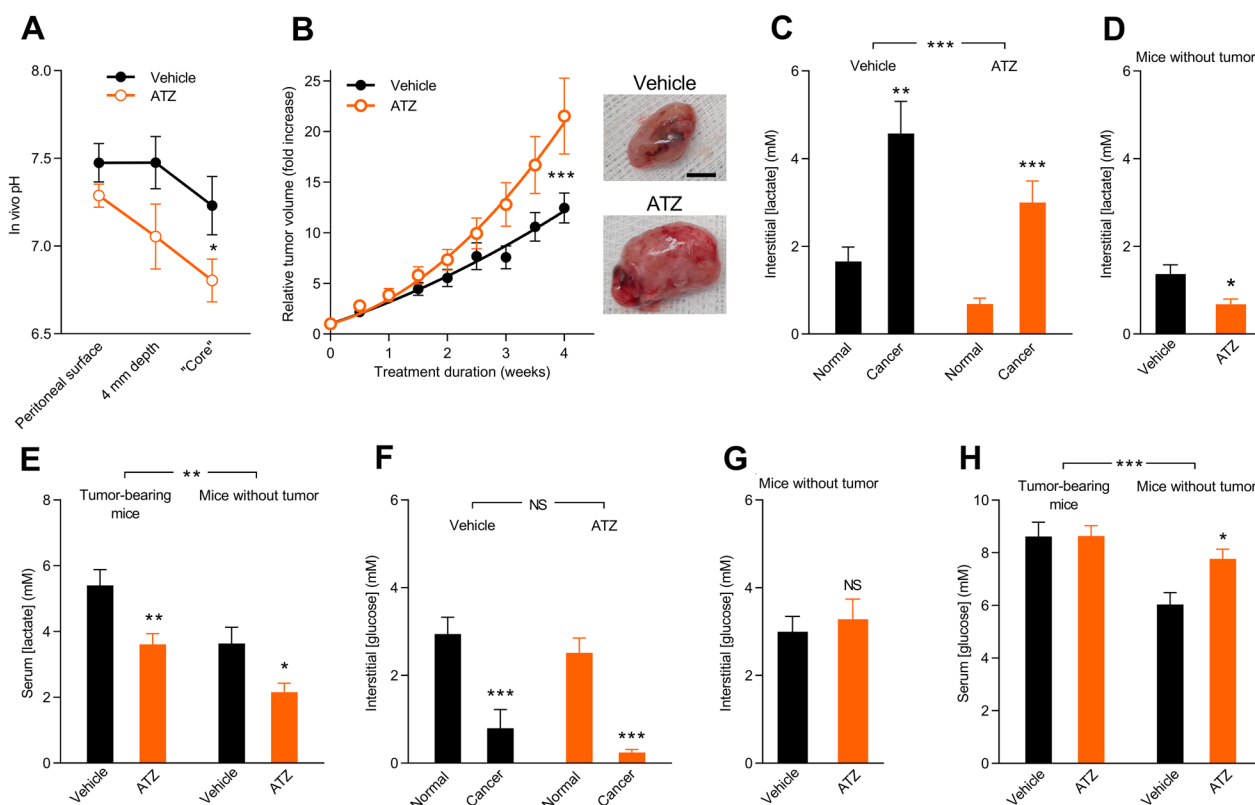 A
8.0
7.5
7.0
6.5
In vivo pH
Vehicle
ATZ
*
Peritoneal surface
4 mm depth
"Core"
B
25
20
15
10
5
0
Relative tumor volume (fold increase)
Vehicle
ATZ
***
0 1 2 3 4
Treatment duration (weeks)
Vehicle
ATZ
C
***
Vehicle ATZ
6
4
2
0
Interstitial [lactate] (mM)
**
***
Normal Cancer Normal Cancer
D
Mice without tumor
6
4
2
0
Interstitial [lactate] (mM)
*
Vehicle ATZ
E
**
Tumor-bearing
mice
Mice without tumor
8
6
4
2
0
Serum [lactate] (mM)
**
*
Vehicle ATZ Vehicle ATZ
F
NS
Vehicle ATZ
6
4
2
0
Interstitial [glucose] (mM)
***
***
Normal Cancer Normal Cancer
G
Mice without tumor
6
4
2
0
Interstitial [glucose] (mM)
NS
Vehicle ATZ
H
***
Tumor-bearing
mice
Mice without tumor
10
8
6
4
2
0
Serum [glucose] (mM)
*
Vehicle ATZ Vehicle ATZ